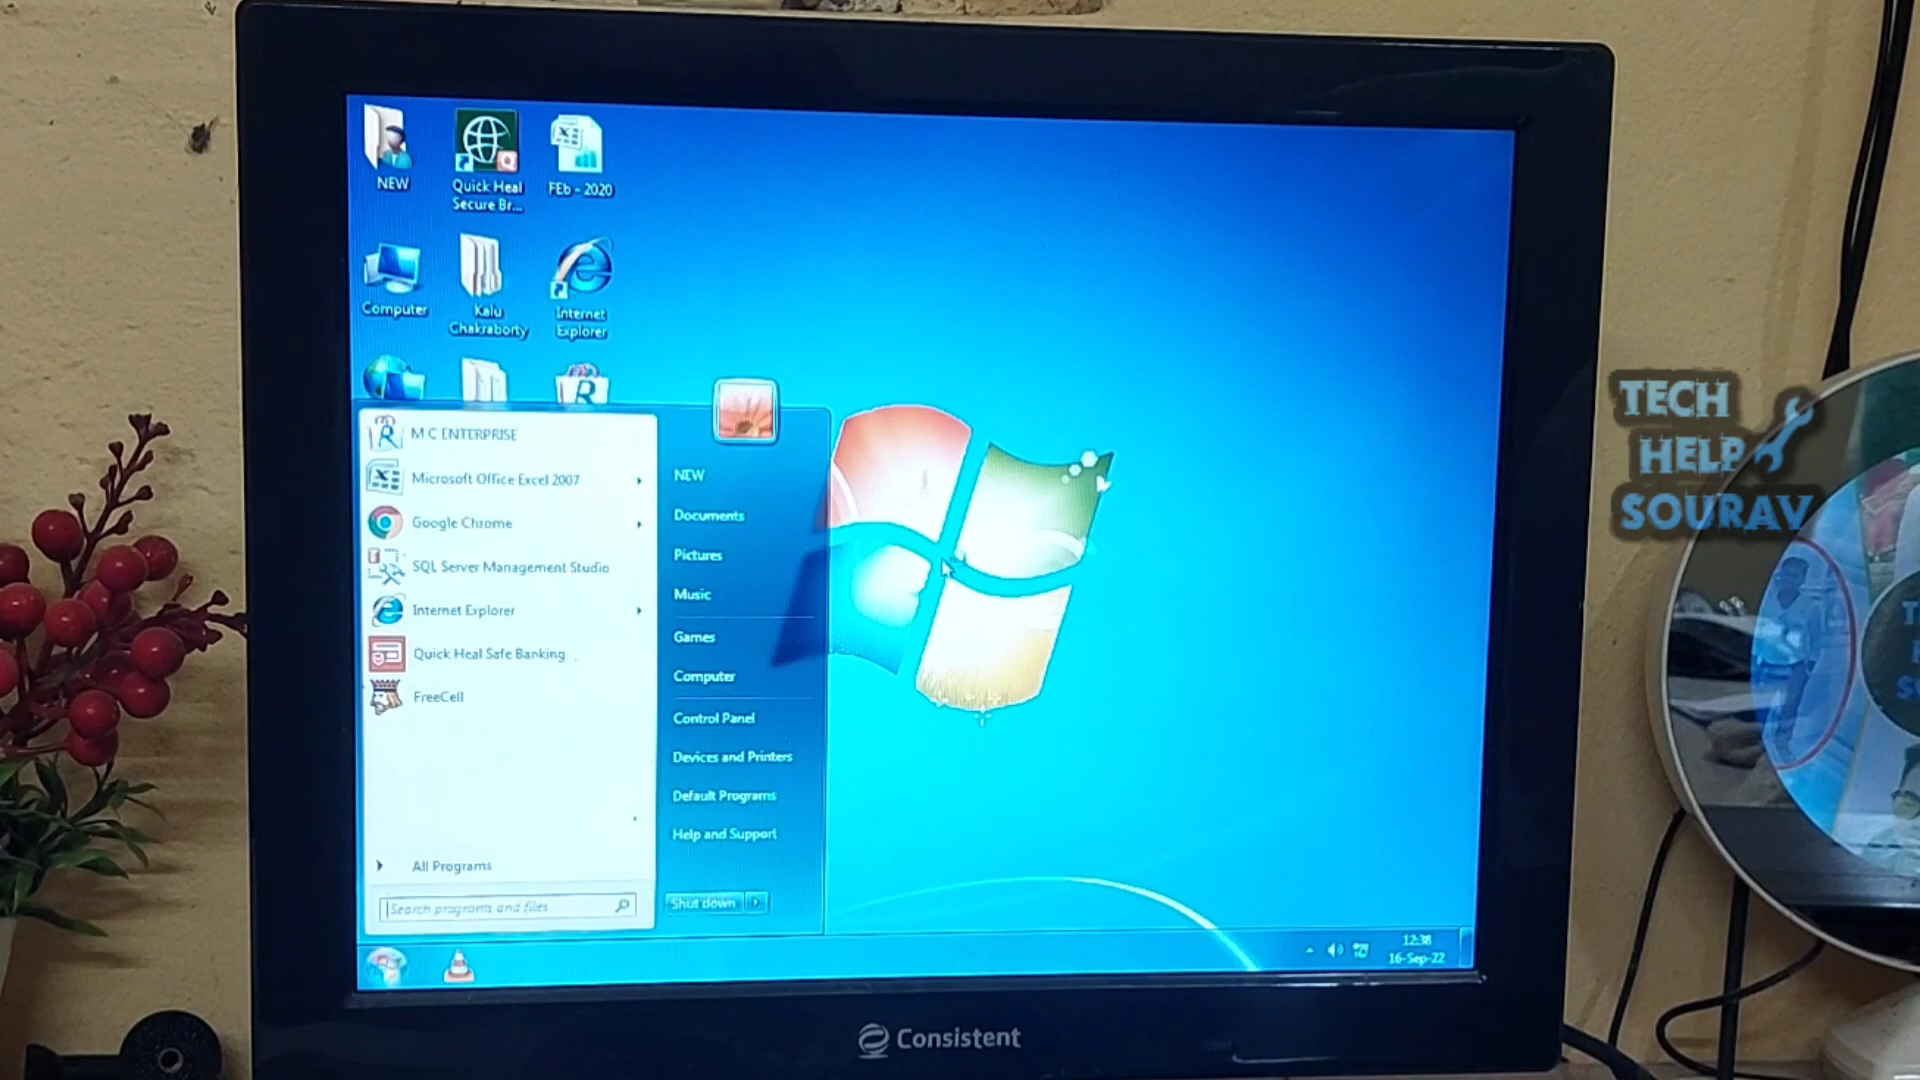 NEW
Quick Heal
Secure Br...
FEb - 2020
Computer
Kalu
Chakraborty
Internet
Explorer
M C ENTERPRISE
Microsoft Office Excel 2007
Google Chrome
SQL Server Management Studio
Internet Explorer
Quick Heal Safe Banking
FreeCell
All Programs
Search programs and files
NEW
Documents
Pictures
Music
Games
Computer
Control Panel
Devices and Printers
Default Programs
Help and Support
Shut down
12:38
16-Sep-22
Consistent
TECH
HELP
SOURAV